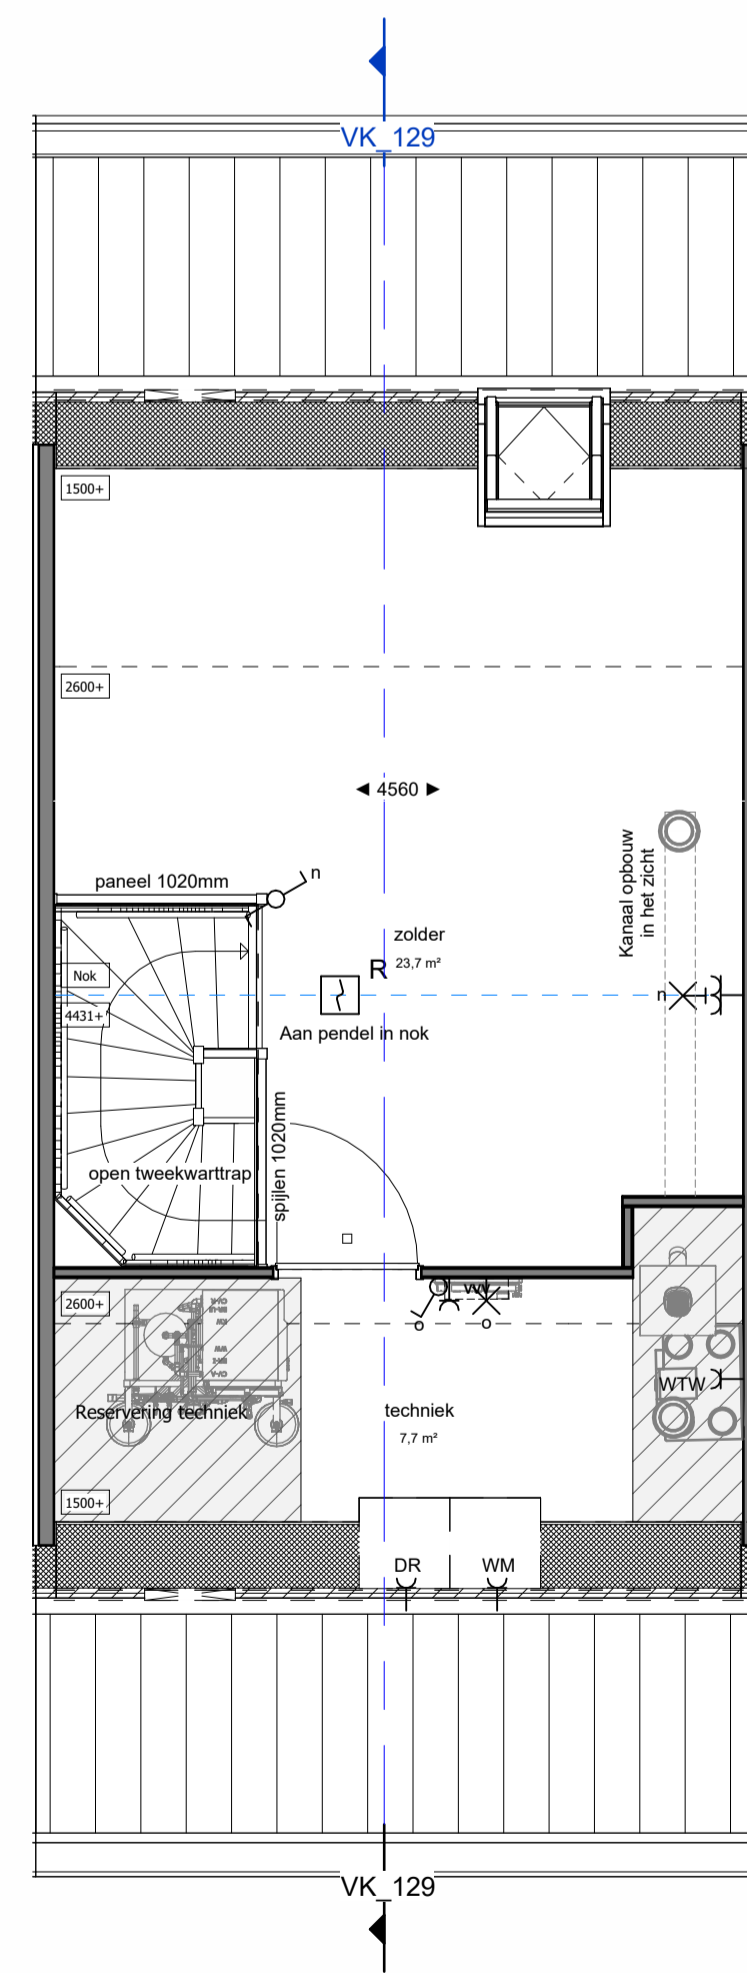 VK_129
1500+
2600+
4560
paneel 1020mm
n
Kanaal opbouw
in het zicht
zolder
23,7 m²
R
Nok
4431+
n
Aan pendel in nok
open tweekwarttrap
spijlen 1020mm
2600+
VV
o
o
WTW
Reservering techniek
techniek
7,7 m²
1500+
DR
WM
VK_129